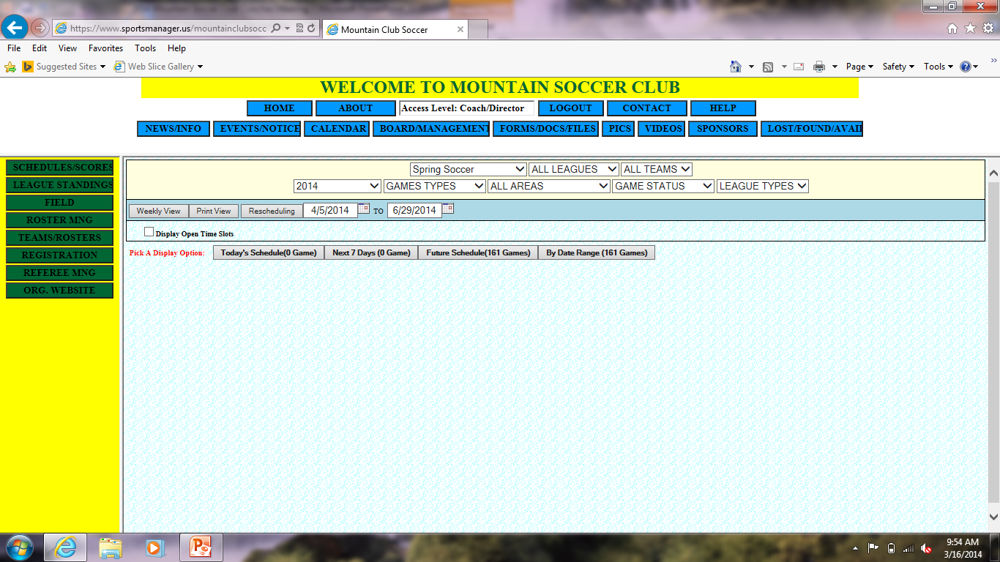 https://www.sportsmanager.us/mountainclubsocc
Mountain Club Soccer
File Edit View Favorites Tools Help
Suggested Sites Web Slice Gallery Page Safety Tools
WELCOME TO MOUNTAIN SOCCER CLUB
HOME ABOUT Access Level: Coach/Director LOGOUT CONTACT HELP
NEWS/INFO EVENTS/NOTICE CALENDAR BOARD/MANAGEMENT FORMS/DOCS/FILES PICS VIDEOS SPONSORS LOST/FOUND/AVAI
SCHEDULES/SCORES
LEAGUE STANDINGS
FIELD
ROSTER MNG
TEAMS/ROSTERS
REGISTRATION
REFEREE MNG
ORG. WEBSITE
Spring Soccer ALL LEAGUES ALL TEAMS
2014 GAMES TYPES ALL AREAS GAME STATUS LEAGUE TYPES
Weekly View Print View Rescheduling 4/5/2014 TO 6/29/2014
Display Open Time Slots
Pick A Display Option: Today's Schedule(0 Game) Next 7 Days (0 Game) Future Schedule(161 Games) By Date Range (161 Games)
9:54 AM
3/16/2014